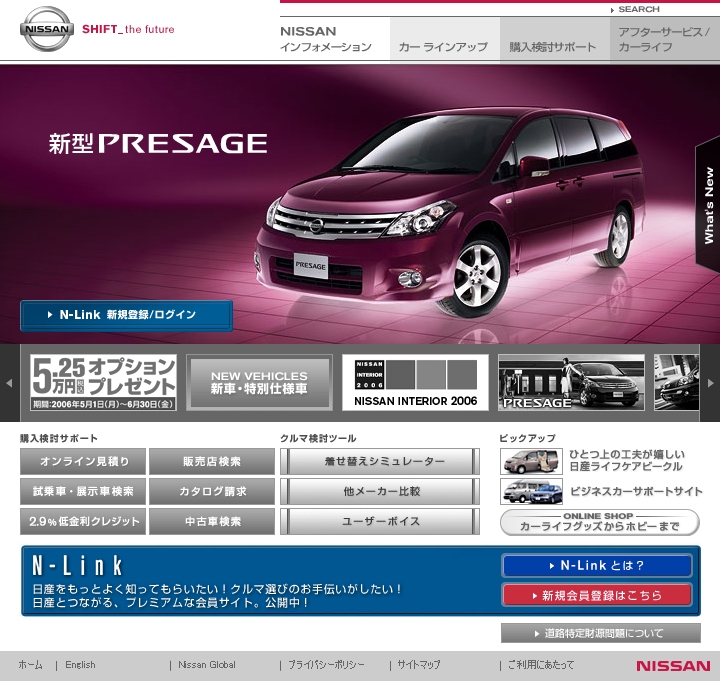 SEARCH
NISSAN
SHIFT_the future
NISSAN
インフォメーション
カー ラインアップ
購入検討サポート
アフターサービス/
カーライフ
新型PRESAGE
PRESAGE
What's New
N-Link 新規登録/ログイン
5.25万円 オプションプレゼント
期間:2006年5月1日(月)〜6月30日(金)
NEW VEHICLES
新車・特別仕様車
NISSAN
INTERIOR
2006
NISSAN INTERIOR 2006
PRESAGE
購入検討サポート
クルマ検討ツール
ピックアップ
オンライン見積り
販売店検索
着せ替えシミュレーター
ひとつ上の工夫が嬉しい
日産ライフケアビークル
試乗車・展示車検索
カタログ請求
他メーカー比較
ビジネスカーサポートサイト
2.9%低金利クレジット
中古車検索
ユーザーボイス
ONLINE SHOP
カーライフグッズからホビーまで
N-Link
日産をもっとよく知ってもらいたい!クルマ選びのお手伝いがしたい!
日産とつながる、プレミアムな会員サイト。公開中!
N-Linkとは?
新規会員登録はこちら
道路特定財源問題について
ホーム | English | Nissan Global | プライバシーポリシー | サイトマップ | ご利用にあたって
NISSAN